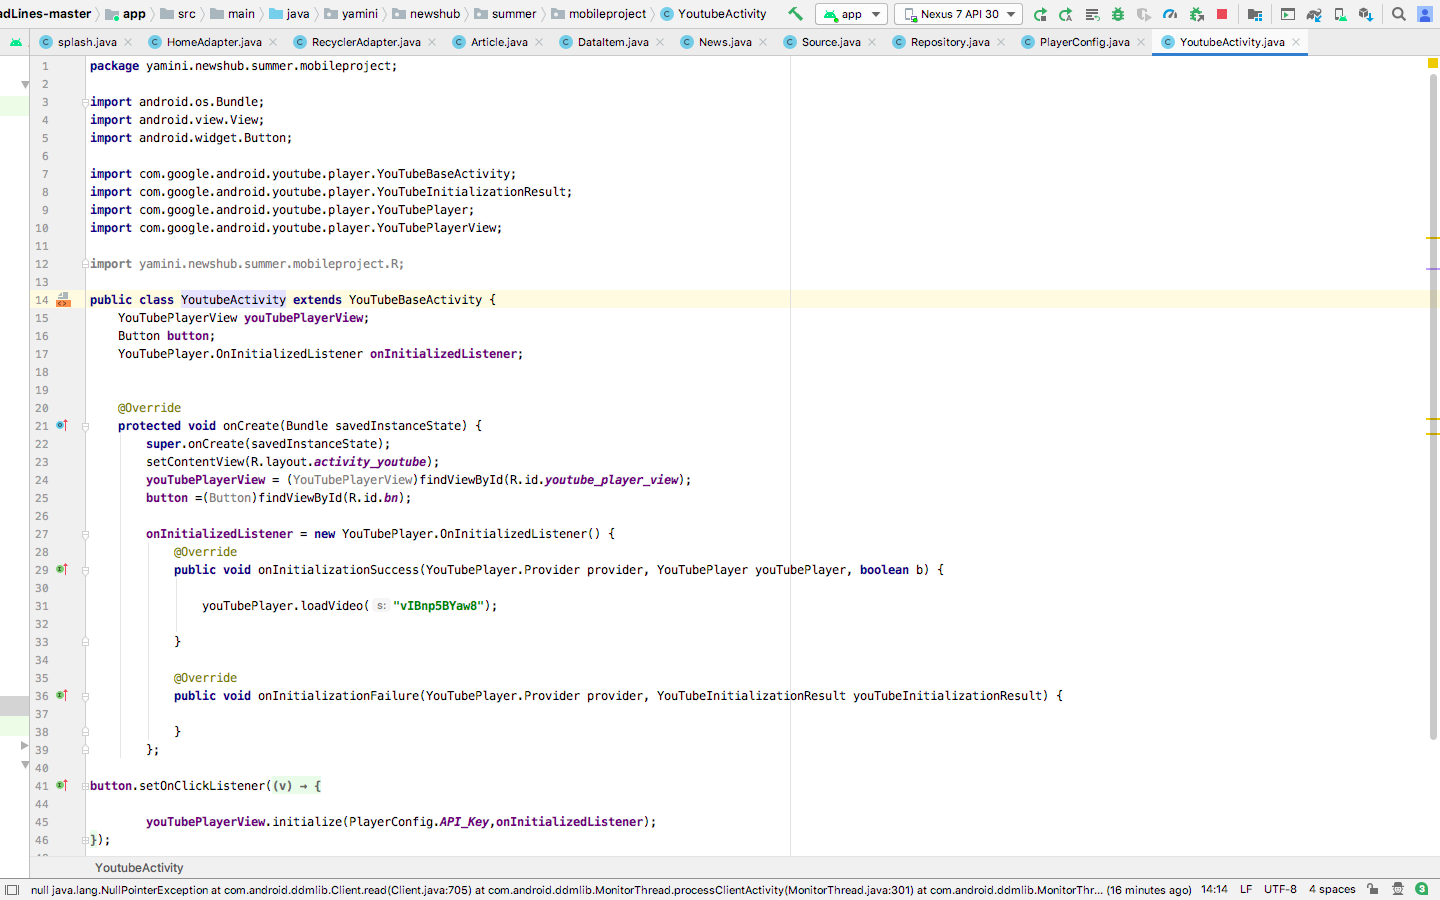 adLines-master app src main java yamini newshub summer mobileproject YoutubeActivity app Nexus 7 API 30
splash.java HomeAdapter.java RecyclerAdapter.java Article.java DataItem.java News.java Source.java Repository.java PlayerConfig.java YoutubeActivity.java
1 package yamini.newshub.summer.mobileproject;
2
3 import android.os.Bundle;
4 import android.view.View;
5 import android.widget.Button;
6
7 import com.google.android.youtube.player.YouTubeBaseActivity;
8 import com.google.android.youtube.player.YouTubeInitializationResult;
9 import com.google.android.youtube.player.YouTubePlayer;
10 import com.google.android.youtube.player.YouTubePlayerView;
11
12 import yamini.newshub.summer.mobileproject.R;
13
14 public class YoutubeActivity extends YouTubeBaseActivity {
15 YouTubePlayerView youTubePlayerView;
16 Button button;
17 YouTubePlayer.OnInitializedListener onInitializedListener;
18
19
20 @Override
21 protected void onCreate(Bundle savedInstanceState) {
22 super.onCreate(savedInstanceState);
23 setContentView(R.layout.activity_youtube);
24 youTubePlayerView = (YouTubePlayerView)findViewById(R.id.youtube_player_view);
25 button =(Button)findViewById(R.id.bn);
26
27 onInitializedListener = new YouTubePlayer.OnInitializedListener() {
28 @Override
29 public void onInitializationSuccess(YouTubePlayer.Provider provider, YouTubePlayer youTubePlayer, boolean b) {
30
31 youTubePlayer.loadVideo( s: "vIBnp5BYaw8");
32
33 }
34
35 @Override
36 public void onInitializationFailure(YouTubePlayer.Provider provider, YouTubeInitializationResult youTubeInitializationResult) {
37
38 }
39 };
40
41 button.setOnClickListener((v) → {
44
45 youTubePlayerView.initialize(PlayerConfig.API_Key,onInitializedListener);
46 });
YoutubeActivity
null java.lang.NullPointerException at com.android.ddmlib.Client.read(Client.java:705) at com.android.ddmlib.MonitorThread.processClientActivity(MonitorThread.java:301) at com.android.ddmlib.MonitorThr... (16 minutes ago) 14:14 LF UTF-8 4 spaces 3